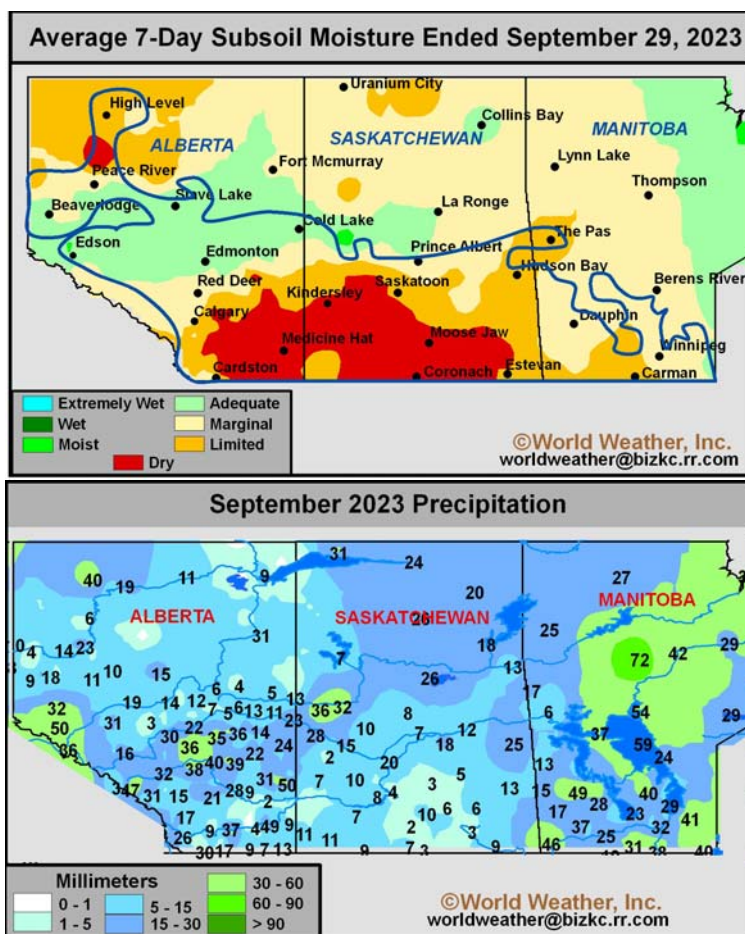 Average 7-Day Subsoil Moisture Ended September 29, 2023
Uranium City
High Level
Collins Bay
ALBERTA
SASKATCHEWAN
MANITOBA
Fort Mcmurray
Lynn Lake
Peace River
Thompson
Beaverlodge
Slave Lake
La Ronge
Cold Lake
The Pas
Edson
Edmonton
Prince Albert
Hudson Bay
Red Deer
Kindersley
Saskatoon
Berens River
Calgary
Dauphin
Medicine Hat
Moose Jaw
Winnipeg
Cardston
Coronach
Estevan
Carman
Extremely Wet
Adequate
Wet
Marginal
Moist
Limited
Dry
©World Weather, Inc.
worldweather@bizkc.rr.com
September 2023 Precipitation
31 24
40 19 11 9 27
20
6 26 25
ALBERTA
SASKATCHEWAN
MANITOBA
4 14 23 31 18 29
7 13 72 42
9 18 11 10 15 26
6 4 5 13 17
32 19 14 12 7 5 6 13 11 23 36 32 8 6 54 29
50 31 3 22 35 36 14 28 10 7 12 37
36 30 36 24 15 18 25 59
16 40 39 22 2 20 13 24
32 38 31 50 7 10 3 5 13 15 49 40
47 31 15 21 28 9 2 8 4 6 6 17 28 29
17 7 10 23 41
26 9 37 4 49 9 11 11 2 3 37 25 32
30 17 9 7 13 9 7 3 9 46 31 38 40
Millimeters
30 - 60
0 - 1
5 - 15
60 - 90
1 - 5
15 - 30
> 90
©World Weather, Inc.
worldweather@bizkc.rr.com